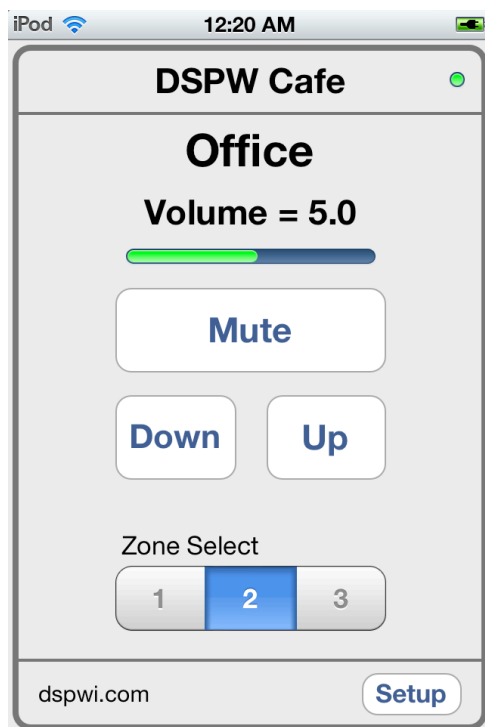 iPod 12:20 AM
DSPW Cafe
Office
Volume = 5.0
Mute
Down Up
Zone Select
1 2 3
dspwi.com Setup